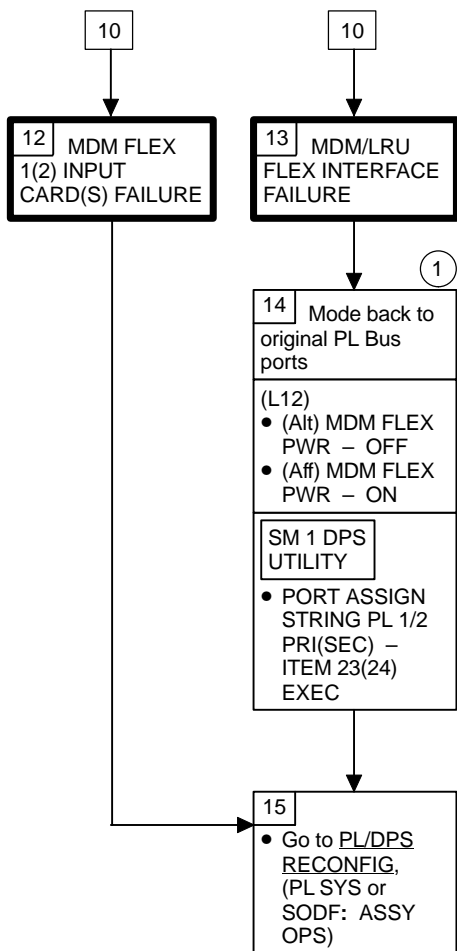 10
10
12 MDM FLEX
1(2) INPUT
CARD(S) FAILURE
13 MDM/LRU
FLEX INTERFACE
FAILURE
1
14 Mode back to
original PL Bus
ports
(L12)
• (Alt) MDM FLEX
PWR – OFF
• (Aff) MDM FLEX
PWR – ON
SM 1 DPS
UTILITY
• PORT ASSIGN
STRING PL 1/2
PRI(SEC) –
ITEM 23(24)
EXEC
15
• Go to PL/DPS
RECONFIG,
(PL SYS or
SODF: ASSY
OPS)